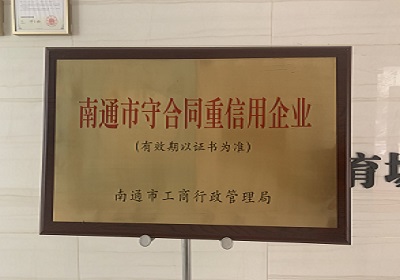 南通市守合同重信用企业
(有效期以证书为准)
南通市工商行政管理局
育场